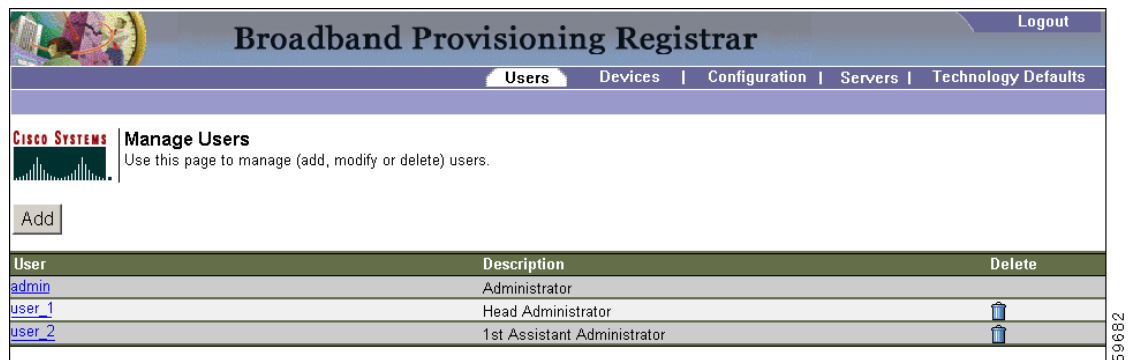 Logout
Broadband Provisioning Registrar
Users Devices | Configuration | Servers | Technology Defaults
CISCO SYSTEMS
Manage Users
Use this page to manage (add, modify or delete) users.
Add
User Description Delete
admin Administrator
user_1 Head Administrator
user_2 1st Assistant Administrator
59682